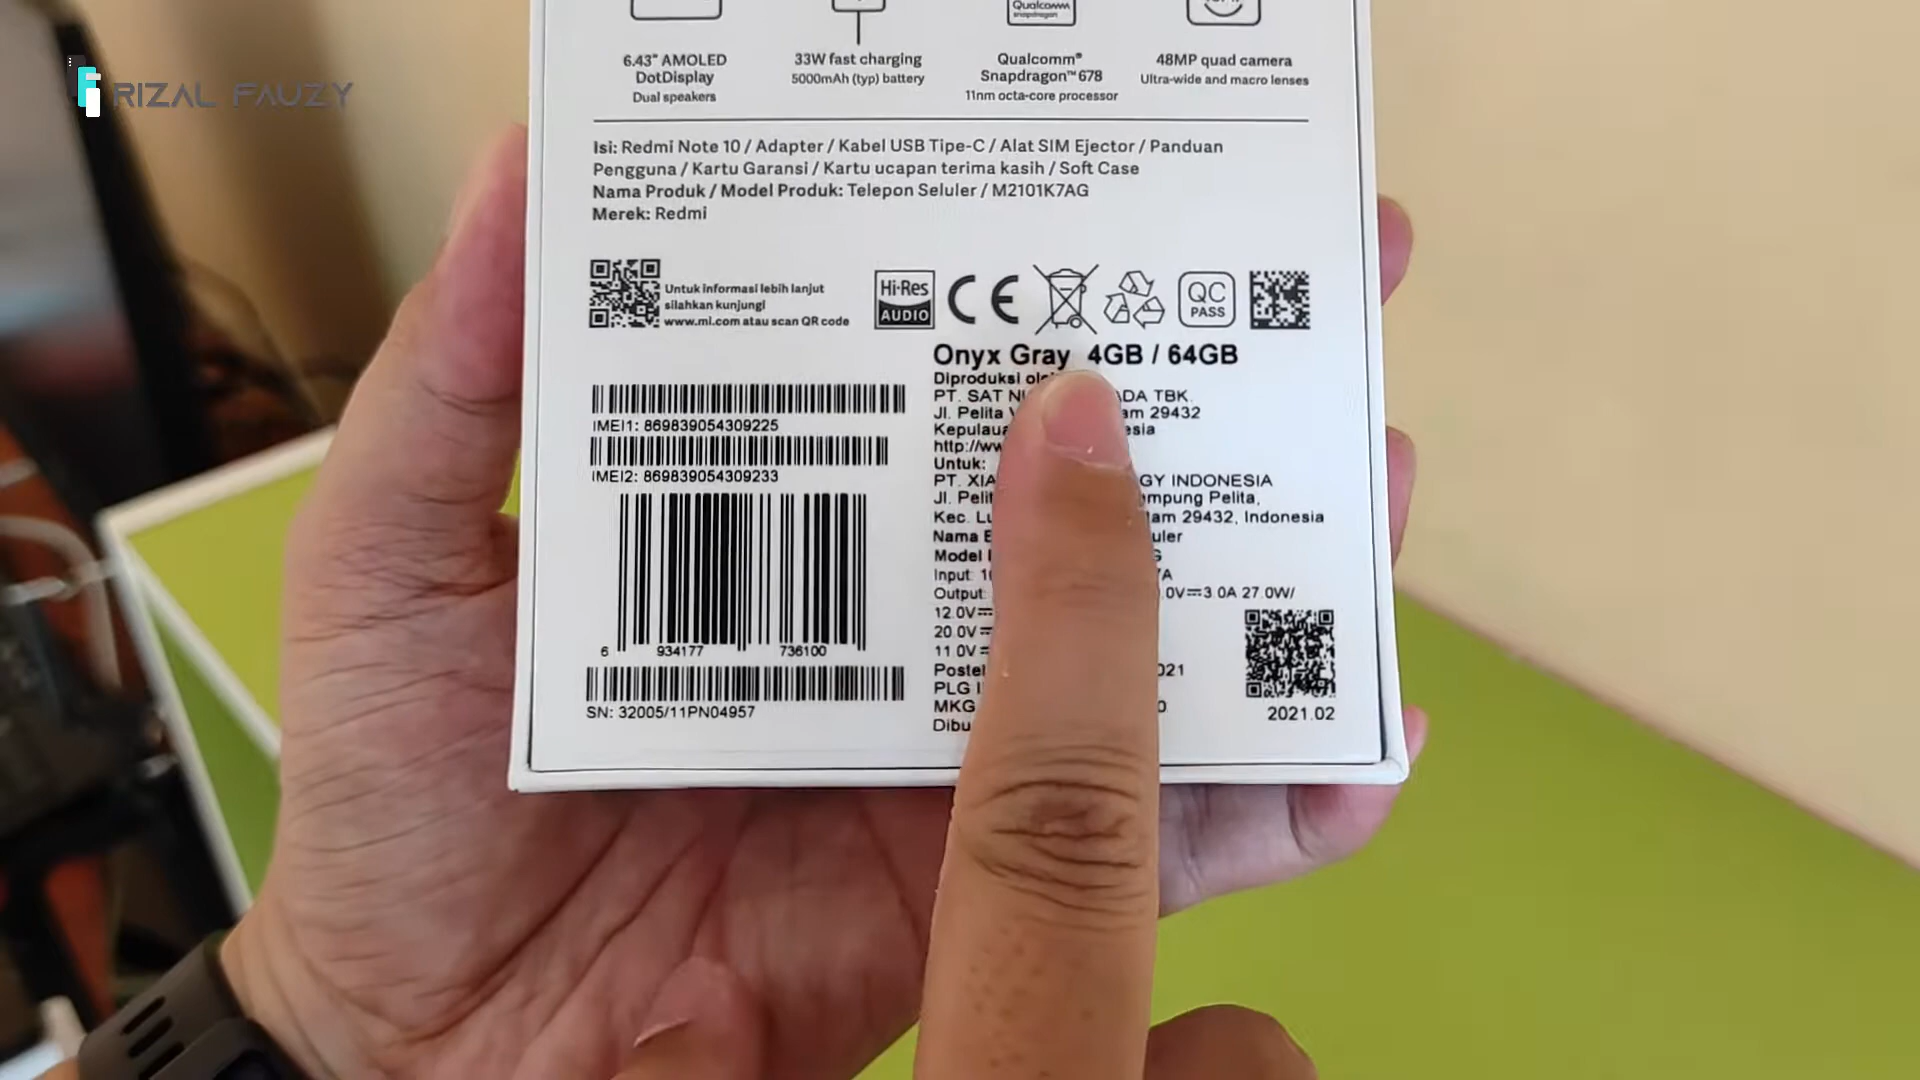 RIZAL FAUZY
Qualcomm
snapdragon
6.43" AMOLED
DotDisplay
Dual speakers
33W fast charging
5000mAh (typ) battery
Qualcomm®
Snapdragon™ 678
11nm octa-core processor
48MP quad camera
Ultra-wide and macro lenses
Isi: Redmi Note 10 / Adapter / Kabel USB Tipe-C / Alat SIM Ejector / Panduan
Pengguna / Kartu Garansi / Kartu ucapan terima kasih / Soft Case
Nama Produk / Model Produk: Telepon Seluler / M2101K7AG
Merek: Redmi
Untuk informasi lebih lanjut
silahkan kunjungi
www.mi.com atau scan QR code
Hi-Res
AUDIO
CE
QC
PASS
Onyx Gray 4GB / 64GB
Diproduksi
PT. SAT ADA TBK.
Jl. Pelita am 29432
Kepulaua esia
http://ww
Untuk:
PT. XIA GY INDONESIA
Jl. Pelit mpung Pelita,
Kec. Lu am 29432, Indonesia
Nama uler
Model G
Input: A
Output: .0V⎓3.0A 27.0W/
12.0V⎓
20.0V⎓
11.0V⎓
Postel 021
PLG
MKG 0
Dibu
IMEI1: 869839054309225
IMEI2: 869839054309233
6 934177 736100
SN: 32005/11PN04957
2021.02